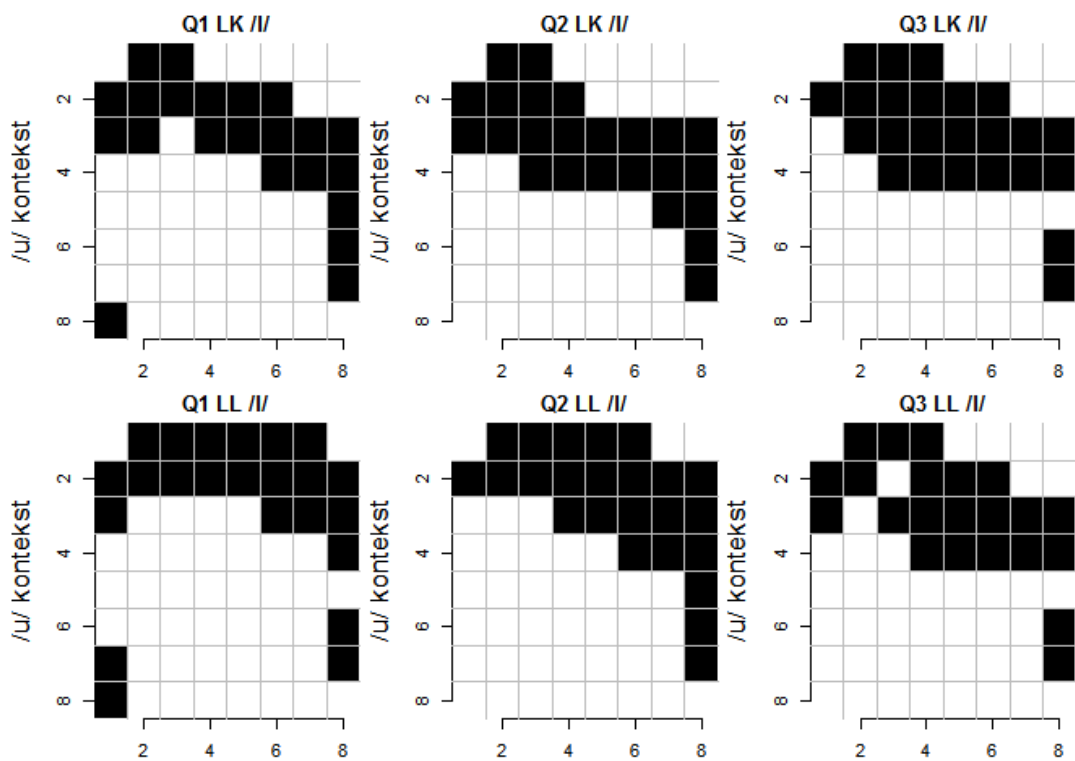 Q1 LK /l/
Q2 LK /l/
Q3 LK /l/
/u/ kontekst
2
4
6
8
/u/ kontekst
2
4
6
8
/u/ kontekst
2
4
6
8
2 4 6 8
2 4 6 8
2 4 6 8
Q1 LL /l/
Q2 LL /l/
Q3 LL /l/
/u/ kontekst
2
4
6
8
/u/ kontekst
2
4
6
8
/u/ kontekst
2
4
6
8
2 4 6 8
2 4 6 8
2 4 6 8